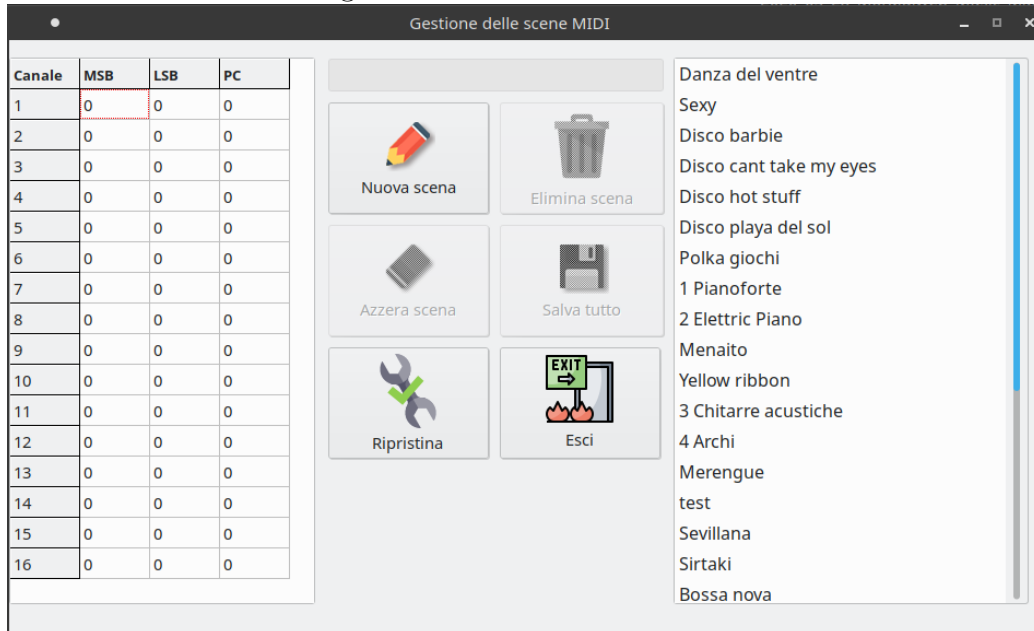 Gestione delle scene MIDI
Canale MSB LSB PC
1 0 0 0
2 0 0 0
3 0 0 0
4 0 0 0
5 0 0 0
6 0 0 0
7 0 0 0
8 0 0 0
9 0 0 0
10 0 0 0
11 0 0 0
12 0 0 0
13 0 0 0
14 0 0 0
15 0 0 0
16 0 0 0
Nuova scena
Elimina scena
Azzera scena
Salva tutto
Ripristina
EXIT
Esci
Danza del ventre
Sexy
Disco barbie
Disco cant take my eyes
Disco hot stuff
Disco playa del sol
Polka giochi
1 Pianoforte
2 Elettric Piano
Menaito
Yellow ribbon
3 Chitarre acustiche
4 Archi
Merengue
test
Sevillana
Sirtaki
Bossa nova